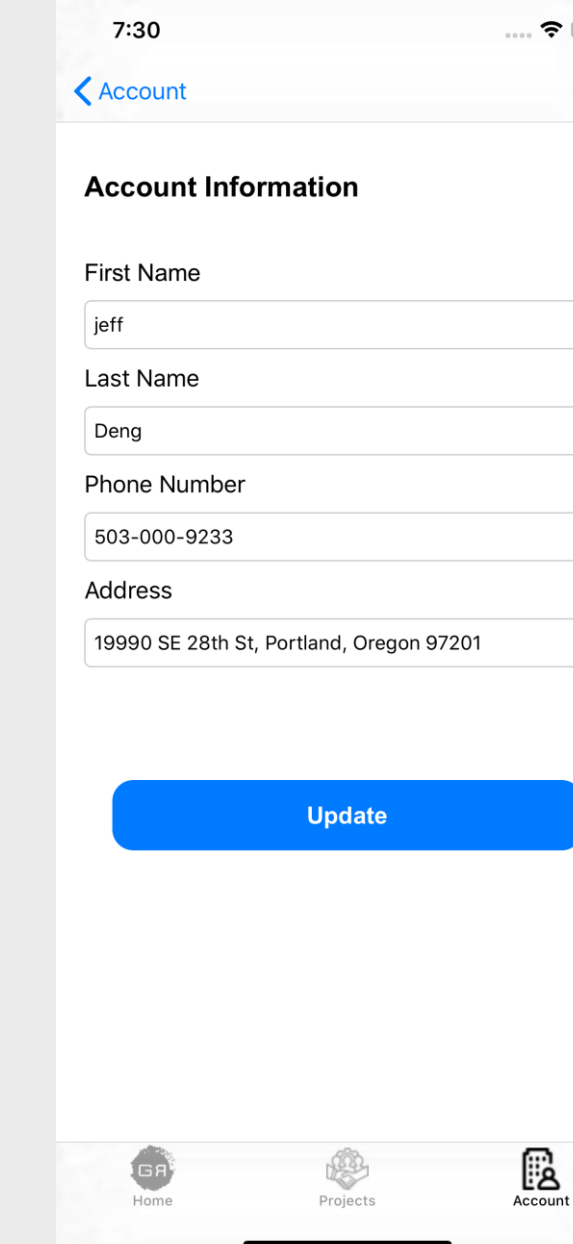 7:30
Account
Account Information
First Name
jeff
Last Name
Deng
Phone Number
503-000-9233
Address
19990 SE 28th St, Portland, Oregon 97201
Update
GЯ
Home
Projects
Account